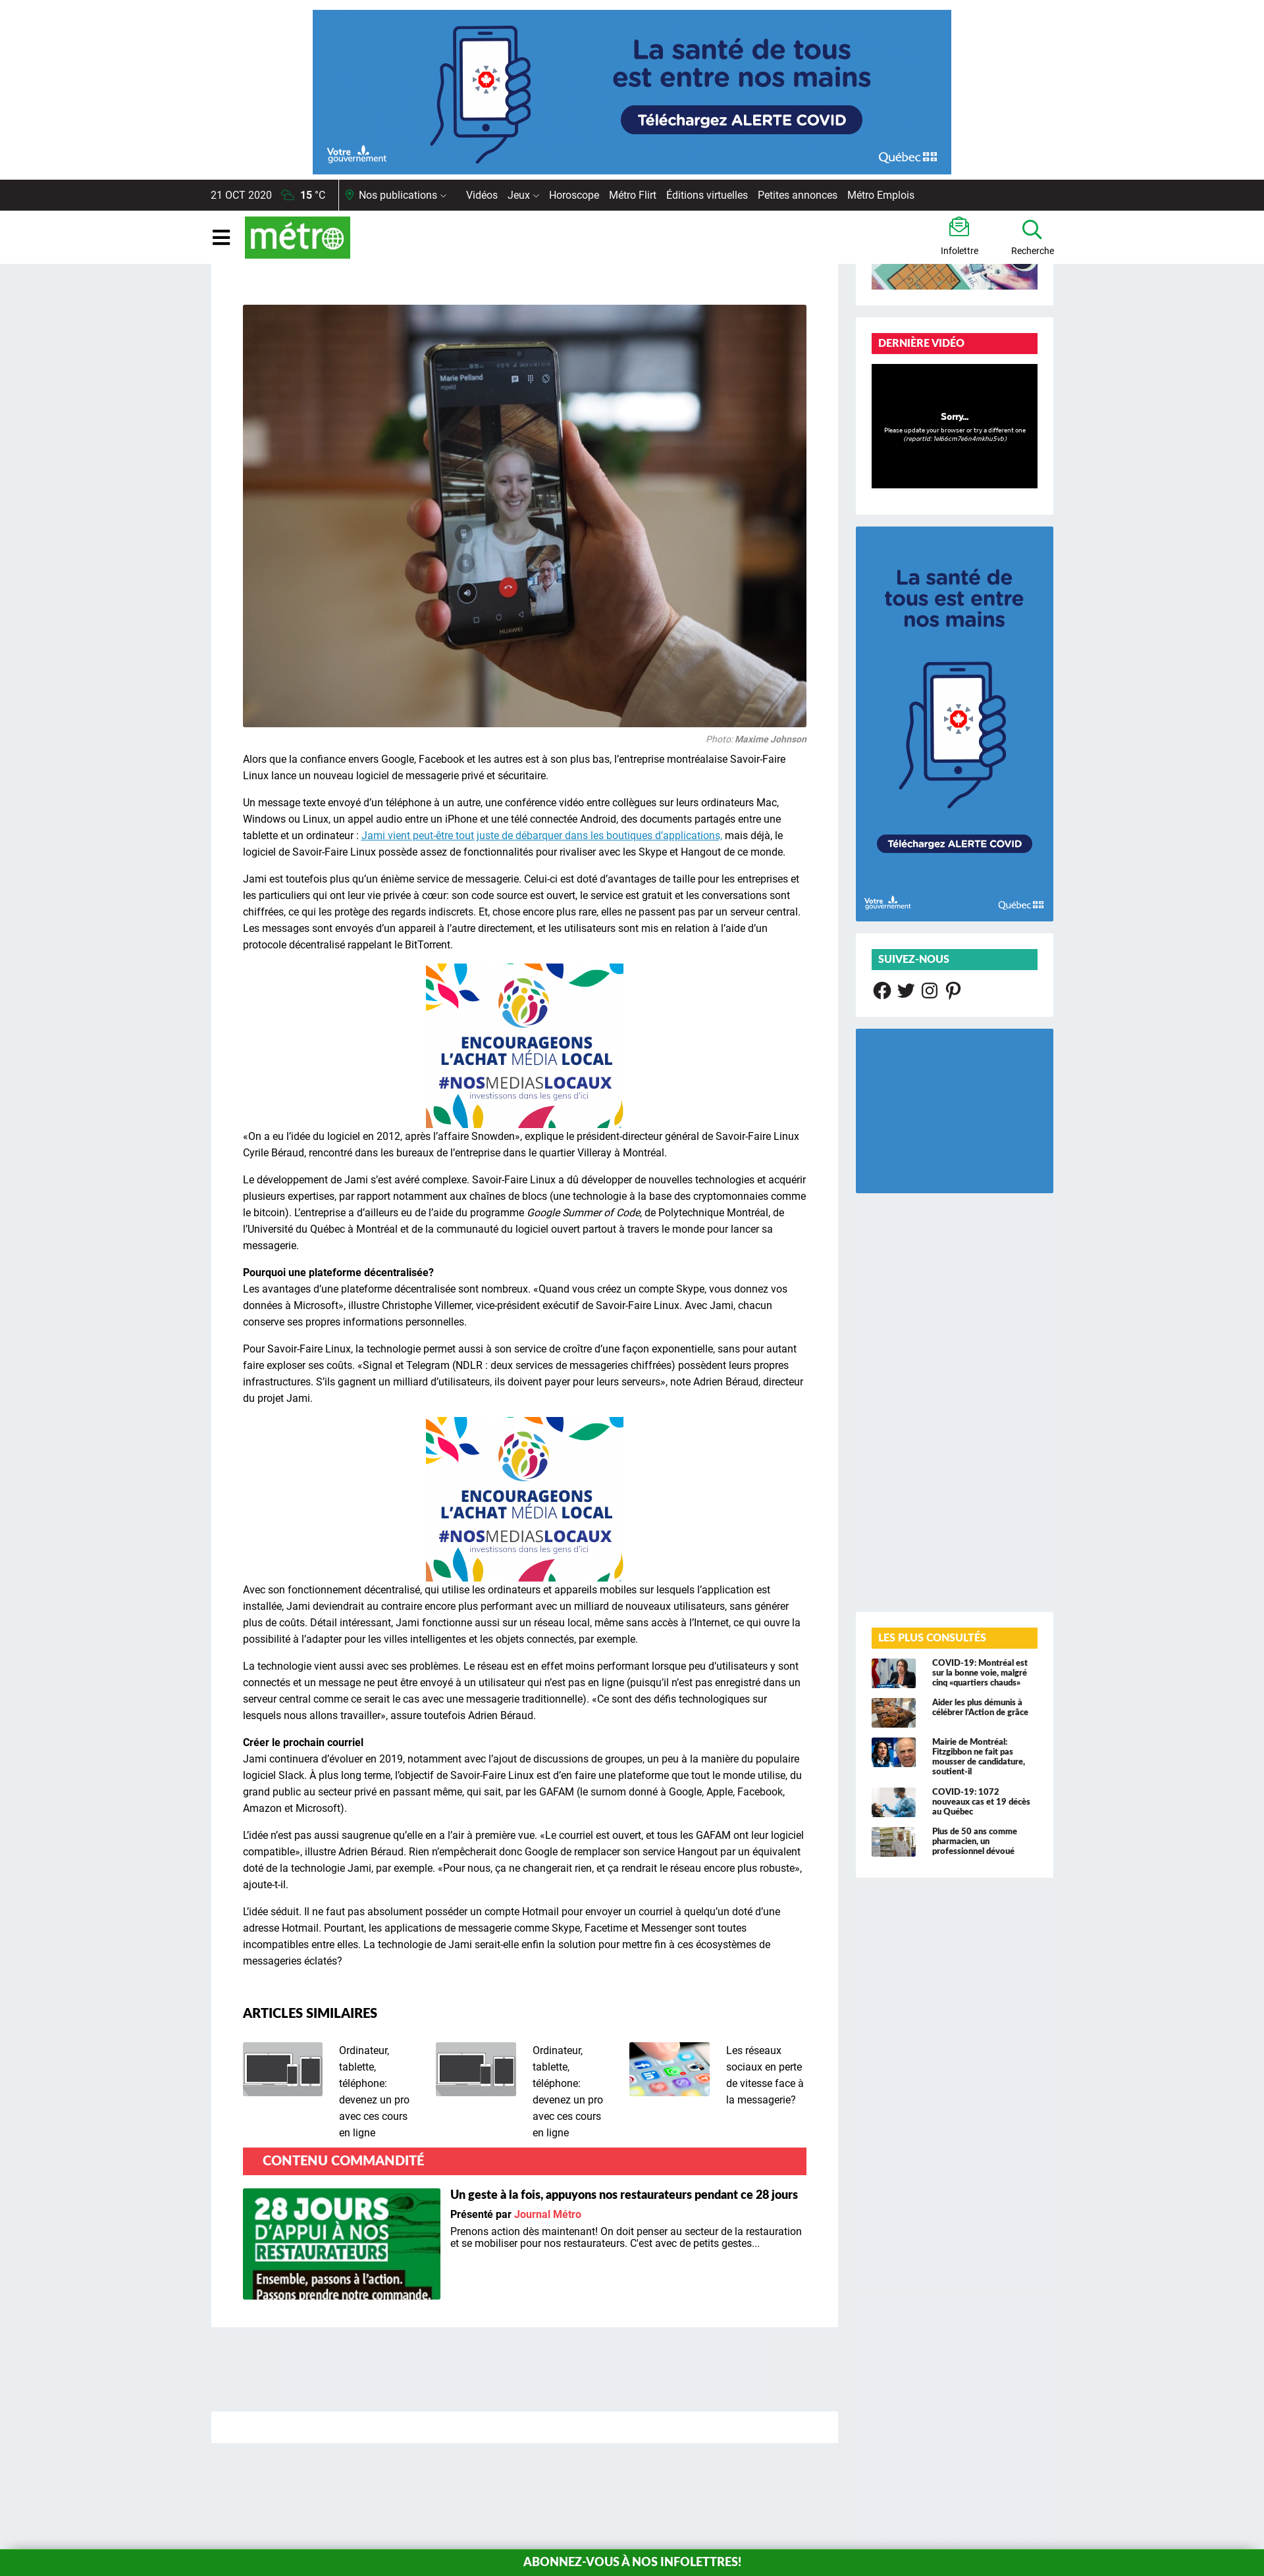 La santé de tous
est entre nos mains
Téléchargez ALERTE COVID
Votre
gouvernement
Québec
21 OCT 2020 15 °C Nos publications Vidéos Jeux Horoscope Métro Flirt Éditions virtuelles Petites annonces Métro Emplois
métro
Infolettre
Recherche
Marie Pelland
HUAWEI
Photo: Maxime Johnson
Alors que la confiance envers Google, Facebook et les autres est à son plus bas, l’entreprise montréalaise Savoir-Faire
Linux lance un nouveau logiciel de messagerie privé et sécuritaire.
Un message texte envoyé d’un téléphone à un autre, une conférence vidéo entre collègues sur leurs ordinateurs Mac,
Windows ou Linux, un appel audio entre un iPhone et une télé connectée Android, des documents partagés entre une
tablette et un ordinateur : Jami vient peut-être tout juste de débarquer dans les boutiques d’applications, mais déjà, le
logiciel de Savoir-Faire Linux possède assez de fonctionnalités pour rivaliser avec les Skype et Hangout de ce monde.
Jami est toutefois plus qu’un énième service de messagerie. Celui-ci est doté d’avantages de taille pour les entreprises et
les particuliers qui ont leur vie privée à cœur: son code source est ouvert, le service est gratuit et les conversations sont
chiffrées, ce qui les protège des regards indiscrets. Et, chose encore plus rare, elles ne passent pas par un serveur central.
Les messages sont envoyés d’un appareil à l’autre directement, et les utilisateurs sont mis en relation à l’aide d’un
protocole décentralisé rappelant le BitTorrent.
ENCOURAGEONS
L’ACHAT MÉDIA LOCAL
#NOSMEDIASLOCAUX
investissons dans les gens d’ici
«On a eu l’idée du logiciel en 2012, après l’affaire Snowden», explique le président-directeur général de Savoir-Faire Linux
Cyrile Béraud, rencontré dans les bureaux de l’entreprise dans le quartier Villeray à Montréal.
Le développement de Jami s’est avéré complexe. Savoir-Faire Linux a dû développer de nouvelles technologies et acquérir
plusieurs expertises, par rapport notamment aux chaînes de blocs (une technologie à la base des cryptomonnaies comme
le bitcoin). L’entreprise a d’ailleurs eu de l’aide du programme Google Summer of Code, de Polytechnique Montréal, de
l’Université du Québec à Montréal et de la communauté du logiciel ouvert partout à travers le monde pour lancer sa
messagerie.
Pourquoi une plateforme décentralisée?
Les avantages d’une plateforme décentralisée sont nombreux. «Quand vous créez un compte Skype, vous donnez vos
données à Microsoft», illustre Christophe Villemer, vice-président exécutif de Savoir-Faire Linux. Avec Jami, chacun
conserve ses propres informations personnelles.
Pour Savoir-Faire Linux, la technologie permet aussi à son service de croître d’une façon exponentielle, sans pour autant
faire exploser ses coûts. «Signal et Telegram (NDLR : deux services de messageries chiffrées) possèdent leurs propres
infrastructures. S’ils gagnent un milliard d’utilisateurs, ils doivent payer pour leurs serveurs», note Adrien Béraud, directeur
du projet Jami.
ENCOURAGEONS
L’ACHAT MÉDIA LOCAL
#NOSMEDIASLOCAUX
investissons dans les gens d’ici
Avec son fonctionnement décentralisé, qui utilise les ordinateurs et appareils mobiles sur lesquels l’application est
installée, Jami deviendrait au contraire encore plus performant avec un milliard de nouveaux utilisateurs, sans générer
plus de coûts. Détail intéressant, Jami fonctionne aussi sur un réseau local, même sans accès à l’Internet, ce qui ouvre la
possibilité à l’adapter pour les villes intelligentes et les objets connectés, par exemple.
La technologie vient aussi avec ses problèmes. Le réseau est en effet moins performant lorsque peu d’utilisateurs y sont
connectés et un message ne peut être envoyé à un utilisateur qui n’est pas en ligne (puisqu’il n’est pas enregistré dans un
serveur central comme ce serait le cas avec une messagerie traditionnelle). «Ce sont des défis technologiques sur
lesquels nous allons travailler», assure toutefois Adrien Béraud.
Créer le prochain courriel
Jami continuera d’évoluer en 2019, notamment avec l’ajout de discussions de groupes, un peu à la manière du populaire
logiciel Slack. À plus long terme, l’objectif de Savoir-Faire Linux est d’en faire une plateforme que tout le monde utilise, du
grand public au secteur privé en passant même, qui sait, par les GAFAM (le surnom donné à Google, Apple, Facebook,
Amazon et Microsoft).
L’idée n’est pas aussi saugrenue qu’elle en a l’air à première vue. «Le courriel est ouvert, et tous les GAFAM ont leur logiciel
compatible», illustre Adrien Béraud. Rien n’empêcherait donc Google de remplacer son service Hangout par un équivalent
doté de la technologie Jami, par exemple. «Pour nous, ça ne changerait rien, et ça rendrait le réseau encore plus robuste»,
ajoute-t-il.
L’idée séduit. Il ne faut pas absolument posséder un compte Hotmail pour envoyer un courriel à quelqu’un doté d’une
adresse Hotmail. Pourtant, les applications de messagerie comme Skype, Facetime et Messenger sont toutes
incompatibles entre elles. La technologie de Jami serait-elle enfin la solution pour mettre fin à ces écosystèmes de
messageries éclatés?
ARTICLES SIMILAIRES
Ordinateur,
tablette,
téléphone:
devenez un pro
avec ces cours
en ligne
Ordinateur,
tablette,
téléphone:
devenez un pro
avec ces cours
en ligne
Les réseaux
sociaux en perte
de vitesse face à
la messagerie?
CONTENU COMMANDITÉ
28 JOURS
D’APPUI À NOS
RESTAURATEURS
Ensemble, passons à l’action.
Passons prendre notre commande.
Un geste à la fois, appuyons nos restaurateurs pendant ce 28 jours
Présenté par Journal Métro
Prenons action dès maintenant! On doit penser au secteur de la restauration
et se mobiliser pour nos restaurateurs. C’est avec de petits gestes...
DERNIÈRE VIDÉO
Sorry...
Please update your browser or try a different one
(reportId: 1el66cm7e6n4mkhu5vb)
La santé de
tous est entre
nos mains
Téléchargez ALERTE COVID
Votre
gouvernement
Québec
SUIVEZ-NOUS
LES PLUS CONSULTÉS
COVID-19: Montréal est
sur la bonne voie, malgré
cinq «quartiers chauds»
Aider les plus démunis à
célébrer l’Action de grâce
Mairie de Montréal:
Fitzgibbon ne fait pas
mousser de candidature,
soutient-il
COVID-19: 1072
nouveaux cas et 19 décès
au Québec
Plus de 50 ans comme
pharmacien, un
professionnel dévoué
ABONNEZ-VOUS À NOS INFOLETTRES!